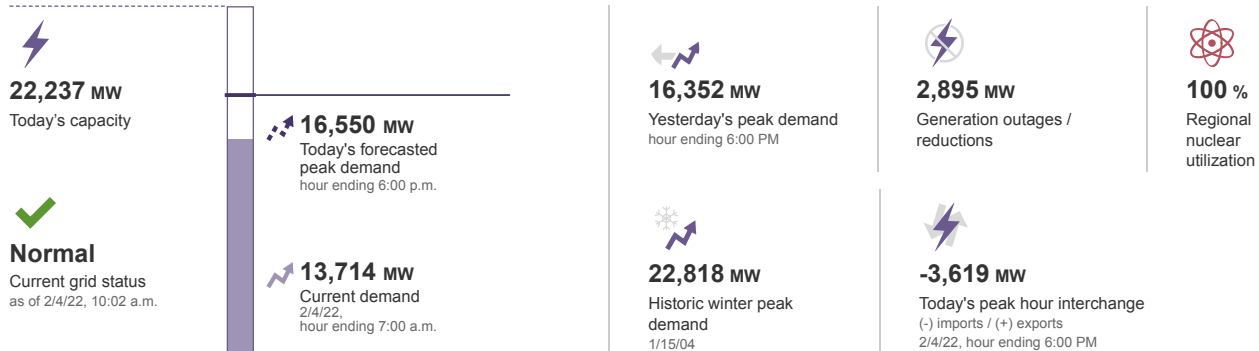 22,237 MW
Today's capacity
Normal
Current grid status
as of 2/4/22, 10:02 a.m.
16,550 MW
Today's forecasted
peak demand
hour ending 6:00 p.m.
13,714 MW
Current demand
2/4/22,
hour ending 7:00 a.m.
16,352 MW
Yesterday's peak demand
hour ending 6:00 PM
2,895 MW
Generation outages /
reductions
100 %
Regional
nuclear
utilization
22,818 MW
Historic winter peak
demand
1/15/04
-3,619 MW
Today's peak hour interchange
(-) imports / (+) exports
2/4/22, hour ending 6:00 PM